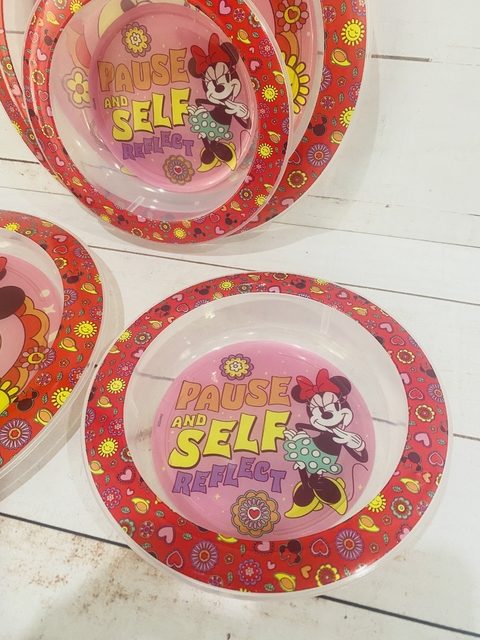 PAUSE
AND
SELF
REFLECT
PAUSE
AND
SELF
REFLECT